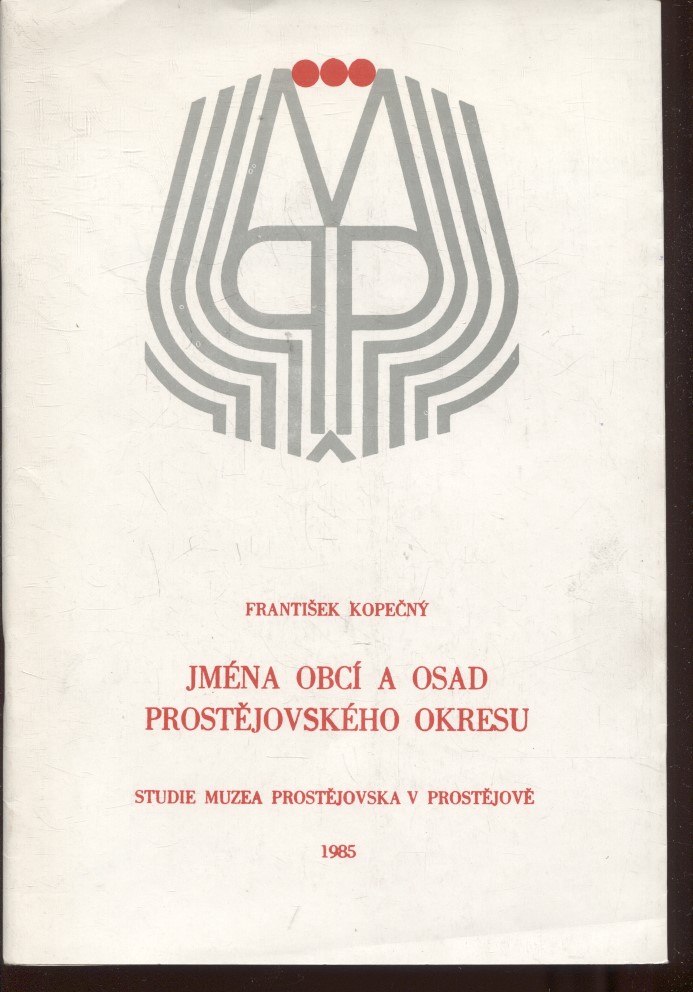 FRANTIŠEK KOPEČNÝ
JMÉNA OBCÍ A OSAD
PROSTĚJOVSKÉHO OKRESU
STUDIE MUZEA PROSTĚJOVSKA V PROSTĚJOVĚ
1985